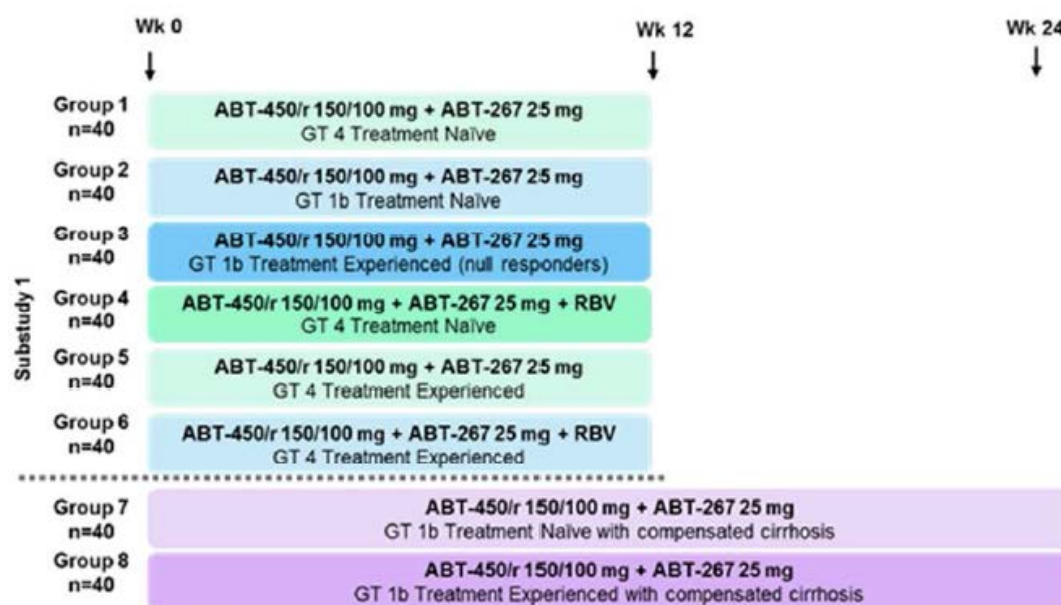 Wk 0
Wk 12
Wk 24
Substudy 1
Group 1
n=40
ABT-450/r 150/100 mg + ABT-267 25 mg
GT 4 Treatment Naïve
Group 2
n=40
ABT-450/r 150/100 mg + ABT-267 25 mg
GT 1b Treatment Naïve
Group 3
n=40
ABT-450/r 150/100 mg + ABT-267 25 mg
GT 1b Treatment Experienced (null responders)
Group 4
n=40
ABT-450/r 150/100 mg + ABT-267 25 mg + RBV
GT 4 Treatment Naïve
Group 5
n=40
ABT-450/r 150/100 mg + ABT-267 25 mg
GT 4 Treatment Experienced
Group 6
n=40
ABT-450/r 150/100 mg + ABT-267 25 mg + RBV
GT 4 Treatment Experienced
Group 7
n=40
ABT-450/r 150/100 mg + ABT-267 25 mg
GT 1b Treatment Naïve with compensated cirrhosis
Group 8
n=40
ABT-450/r 150/100 mg + ABT-267 25 mg
GT 1b Treatment Experienced with compensated cirrhosis